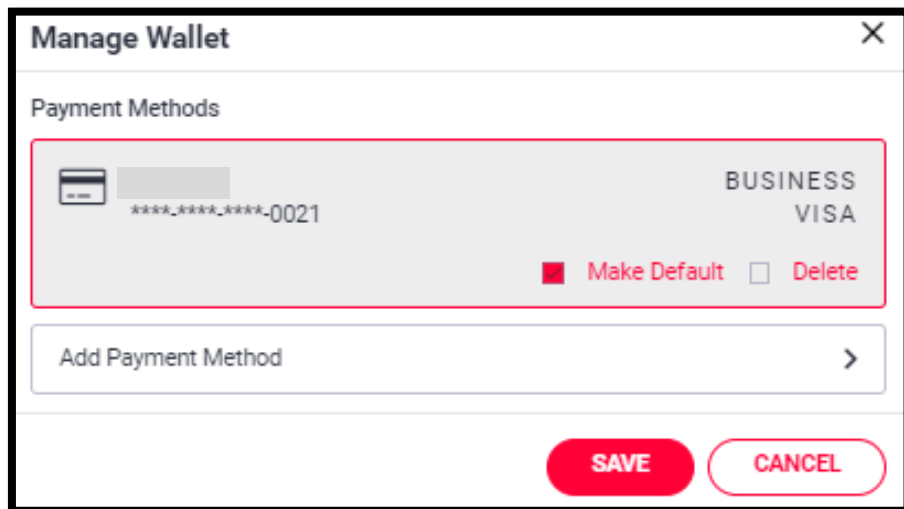 Manage Wallet
Payment Methods
BUSINESS
****-****-****-0021 VISA
Make Default Delete
Add Payment Method
SAVE CANCEL